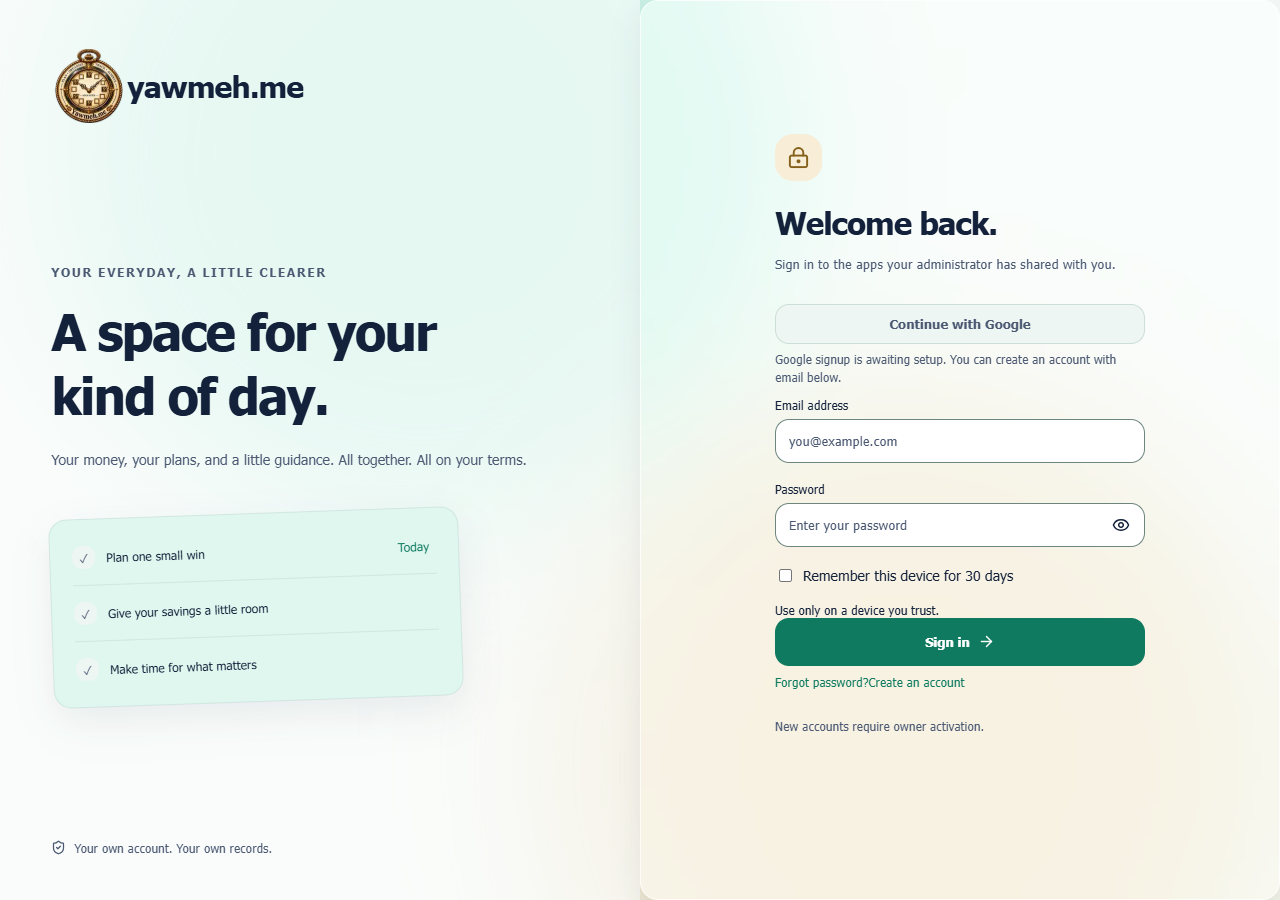 yawmeh.me
YOUR EVERYDAY, A LITTLE CLEARER
A space for your
kind of day.
Your money, your plans, and a little guidance. All together. All on your terms.
Plan one small win
Today
Give your savings a little room
Make time for what matters
Your own account. Your own records.
Welcome back.
Sign in to the apps your administrator has shared with you.
Continue with Google
Google signup is awaiting setup. You can create an account with
email below.
Email address
you@example.com
Password
Enter your password
Remember this device for 30 days
Use only on a device you trust.
Sign in
Forgot password?Create an account
New accounts require owner activation.